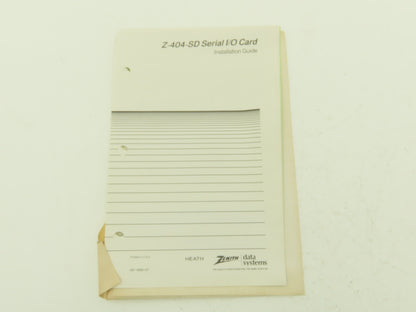 Z-404-SD Serial I/O Card
Installation Guide
HEATH
ZENITH data systems